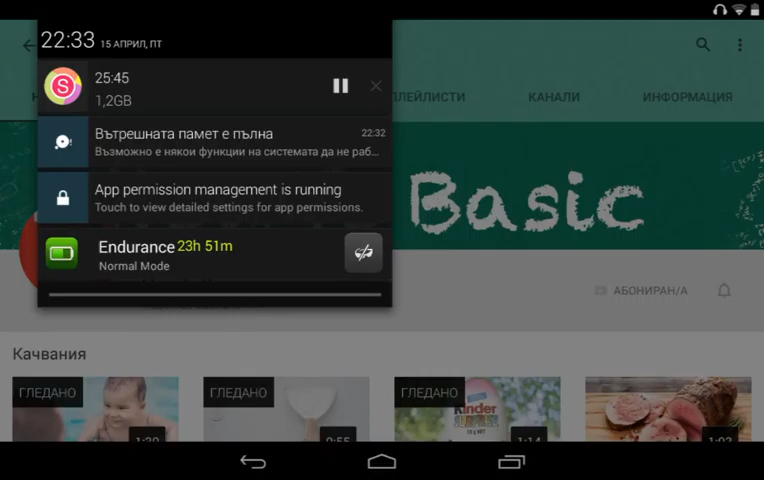 22:33 15 АПРИЛ, ПТ
S
25:45
1,2GB
Вътрешната памет е пълна 22:32
Възможно е някои функции на системата да не раб…
App permission management is running
Touch to view detailed settings for app permissions.
Endurance 23h 51m
Normal Mode
ПЛЕЙЛИСТИ КАНАЛИ ИНФОРМАЦИЯ
Basic
АБОНИРАН/А
Качвания
ГЛЕДАНО ГЛЕДАНО ГЛЕДАНО
Kinder
SURPRISE
1:20 0:55 1:14 1:02